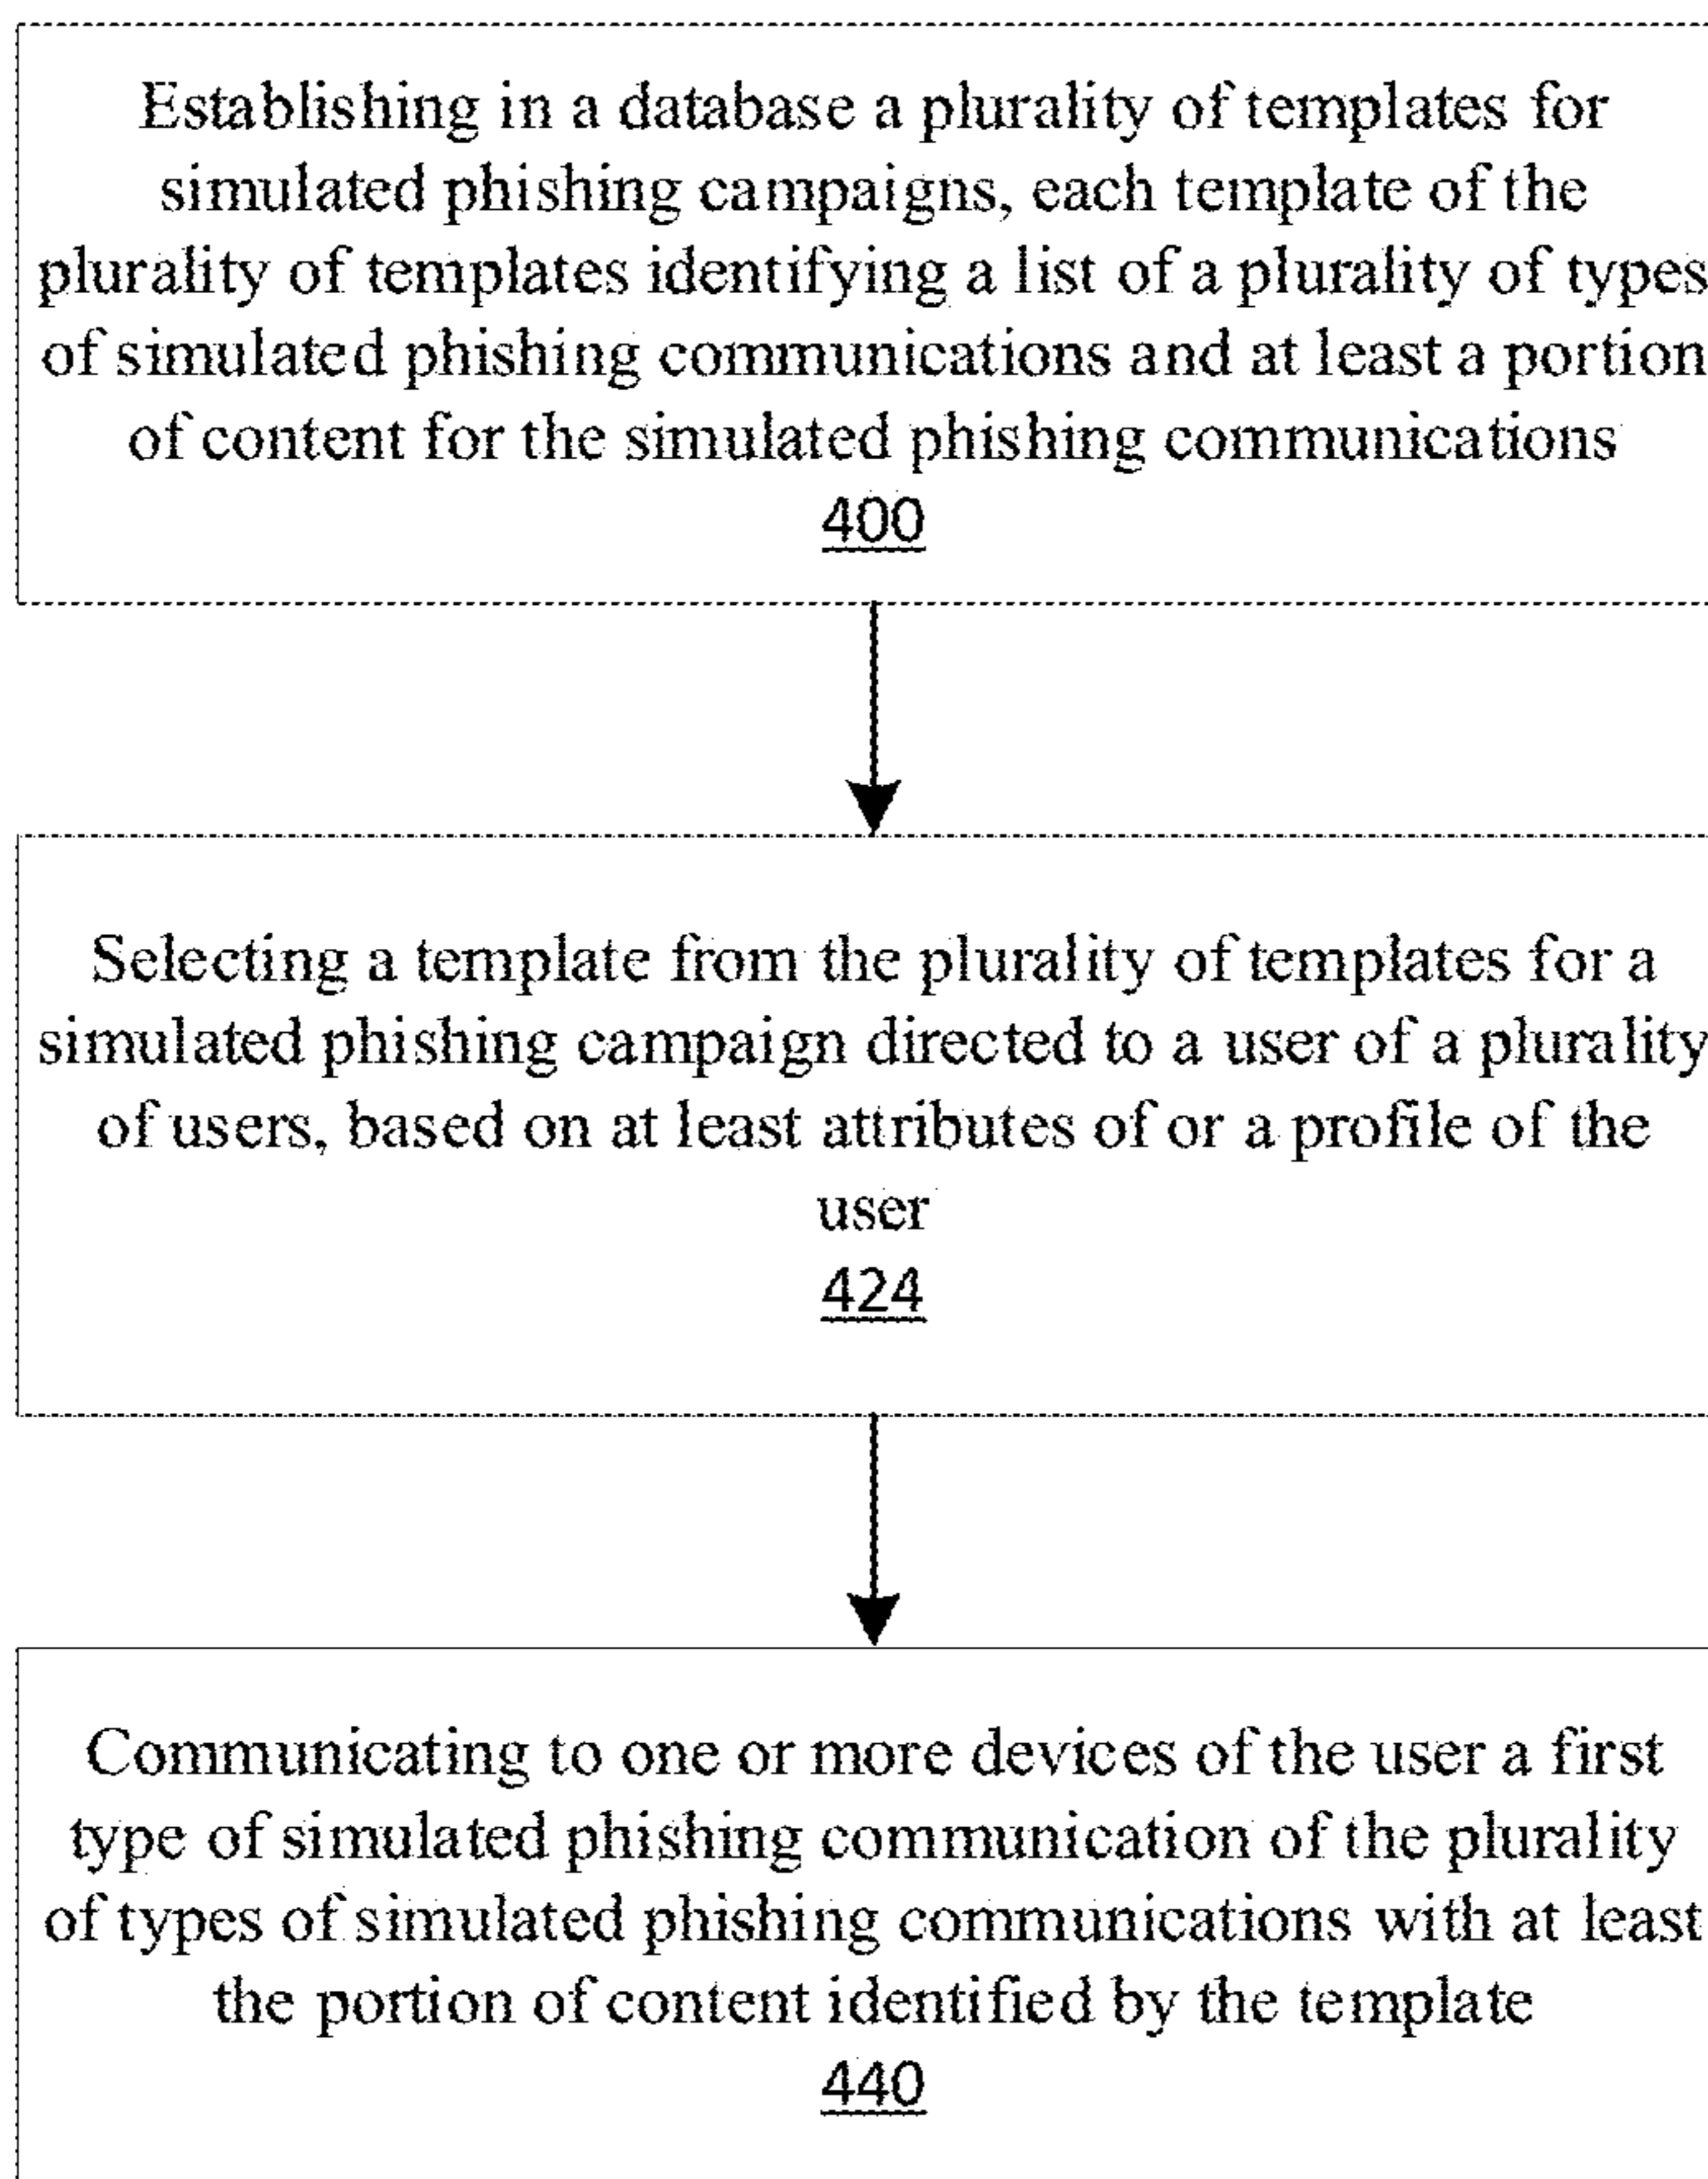 Establishing in a database a plurality of templates for
simulated phishing campaigns, each template of the
plurality of templates identifying a list of a plurality of types
of simulated phishing communications and at least a portion
of content for the simulated phishing communications
400
Selecting a template from the plurality of templates for a
simulated phishing campaign directed to a user of a plurality
of users, based on at least attributes of or a profile of the
user
424
Communicating to one or more devices of the user a first
type of simulated phishing communication of the plurality
of types of simulated phishing communications with at least
the portion of content identified by the template
440